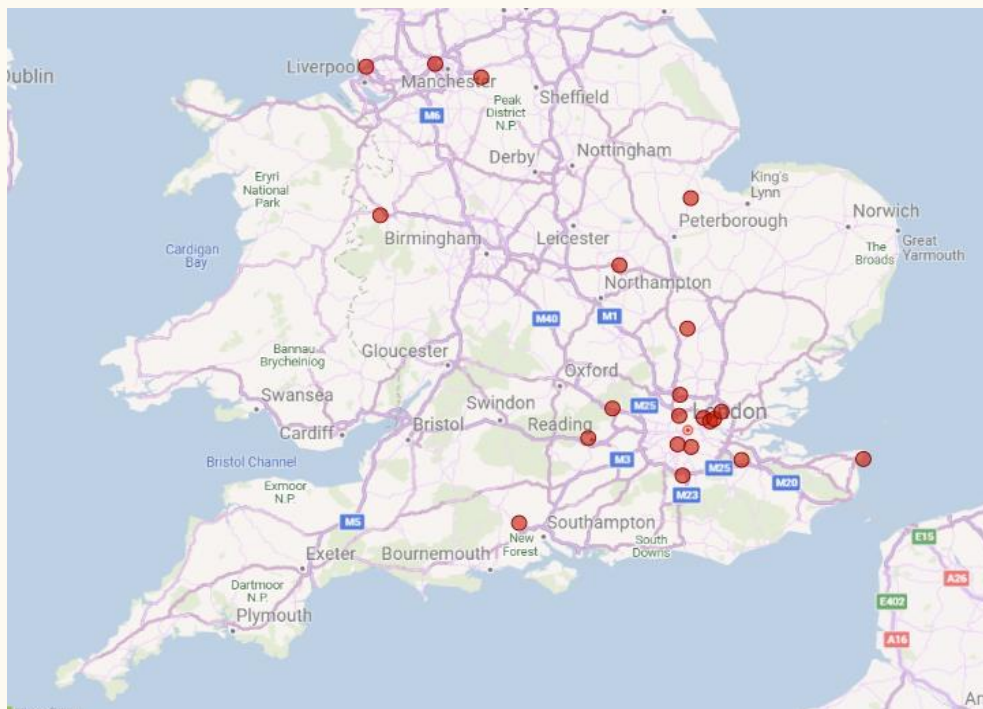 Dublin
Liverpool
Manchester
Sheffield
Peak
District
N.P.
M6
Derby
Nottingham
King's
Lynn
Eryri
National
Park
Peterborough
Norwich
Birmingham
Leicester
The
Broads
Great
Yarmouth
Cardigan
Bay
Northampton
M40
M1
Bannau
Brycheiniog
Gloucester
Oxford
Swansea
Swindon
M25
London
Cardiff
Bristol
Reading
Bristol Channel
M3
M25
M20
Exmoor
N.P.
M23
M5
Southampton
New
Forest
South
Downs
E15
Exeter
Bournemouth
A26
Dartmoor
N.P.
E402
Plymouth
A16